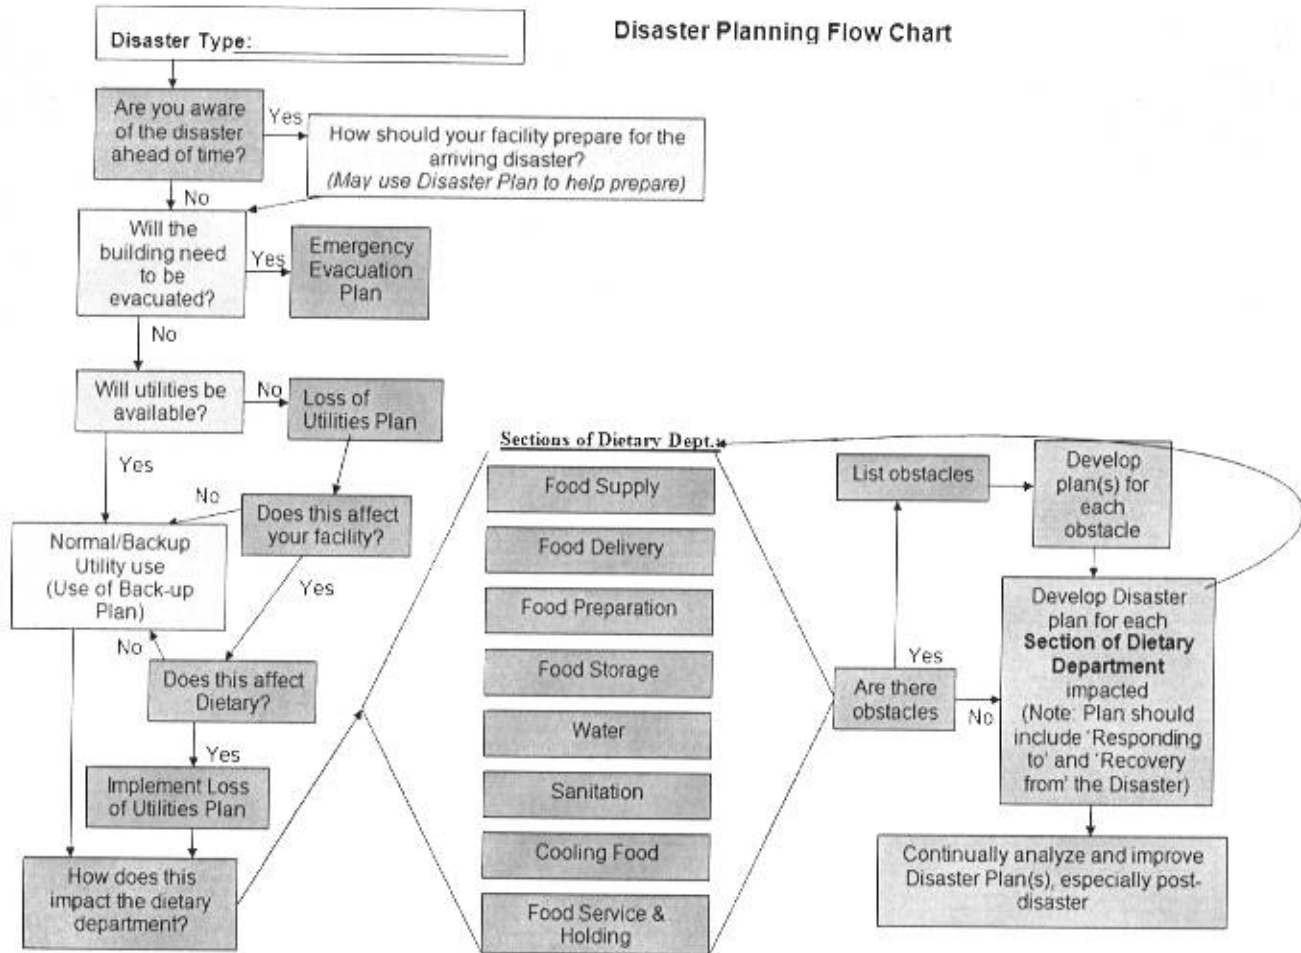 Disaster Planning Flow Chart
Disaster Type:
Are you aware
of the disaster
ahead of time?
Yes
How should your facility prepare for the
arriving disaster?
(May use Disaster Plan to help prepare)
No
Will the
building need
to be
evacuated?
Yes
Emergency
Evacuation
Plan
No
Will utilities be
available?
No
Loss of
Utilities Plan
Yes
No
Does this affect
your facility?
Normal/Backup
Utility use
(Use of Back-up
Plan)
Yes
No
Does this affect
Dietary?
Yes
Implement Loss
of Utilities Plan
How does this
impact the dietary
department?
Sections of Dietary Dept.:
Food Supply
Food Delivery
Food Preparation
Food Storage
Water
Sanitation
Cooling Food
Food Service &
Holding
Are there
obstacles
Yes
List obstacles
Develop
plan(s) for
each
obstacle
No
Develop Disaster
plan for each
Section of Dietary
Department
impacted
(Note: Plan should
include 'Responding
to' and 'Recovery
from' the Disaster)
Continually analyze and improve
Disaster Plan(s), especially post-
disaster